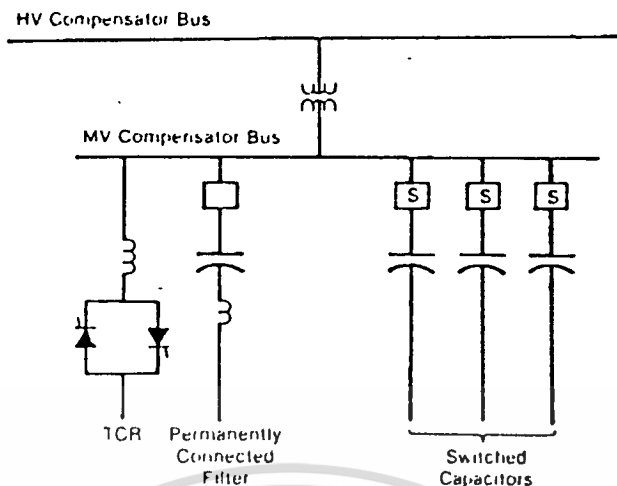 HV Compensator Bus
MV Compensator Bus
S S S
TCR
Permanently
Connected
Filter
Switched
Capacitors